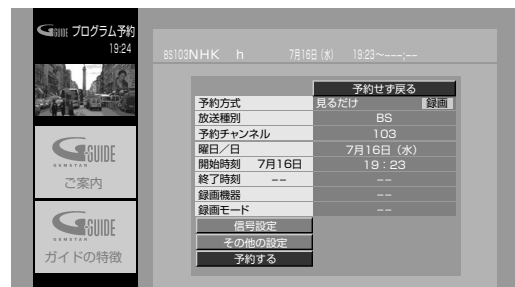 GGUIDE プログラム予約
19:24
BS103NHK h 7月16日(水) 19:23～---:--
予約せず戻る
予約方式 見るだけ 録画
放送種別 BS
予約チャンネル 103
曜日／日 7月16日（水）
開始時刻 7月16日 19：23
終了時刻 −− −−
録画機器 −−
録画モード −−
信号設定
その他の設定
予約する
G-GUIDE
GEMSTAR
ご案内
G-GUIDE
GEMSTAR
ガイドの特徴